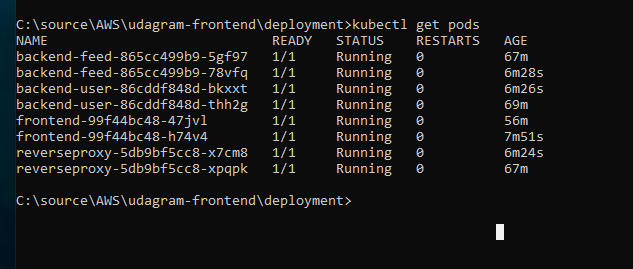 C:\source\AWS\udagram-frontend\deployment>kubectl get pods
NAME READY STATUS RESTARTS AGE
backend-feed-865cc499b9-5gf97 1/1 Running 0 67m
backend-feed-865cc499b9-78vfq 1/1 Running 0 6m28s
backend-user-86cddf848d-bkxxt 1/1 Running 0 6m26s
backend-user-86cddf848d-thh2g 1/1 Running 0 69m
frontend-99f44bc48-47jvl 1/1 Running 0 56m
frontend-99f44bc48-h74v4 1/1 Running 0 7m51s
reverseproxy-5db9bf5cc8-x7cm8 1/1 Running 0 6m24s
reverseproxy-5db9bf5cc8-xpqpk 1/1 Running 0 67m
C:\source\AWS\udagram-frontend\deployment>